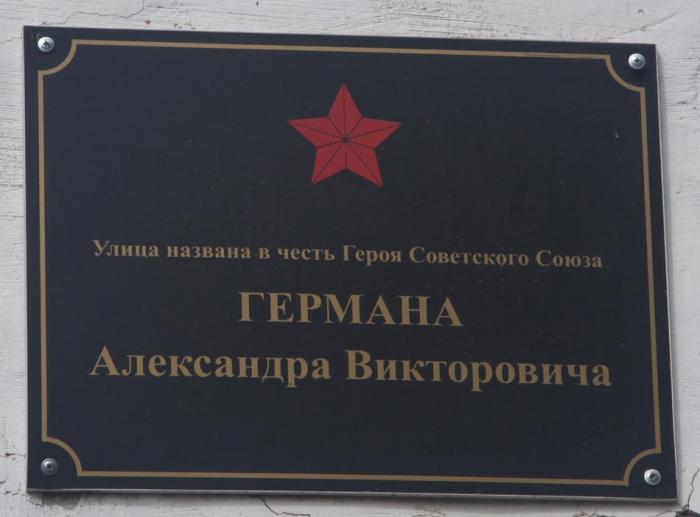 Улица названа в честь Героя Советского Союза
ГЕРМАНА
Александра Викторовича